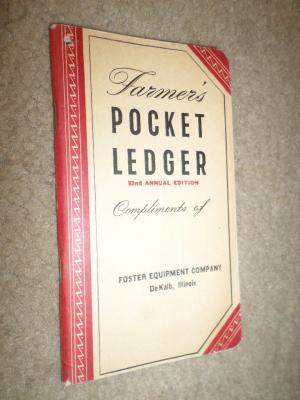 Farmer's
POCKET
LEDGER
82nd ANNUAL EDITION
Compliments of
FOSTER EQUIPMENT COMPANY
DeKalb, Illinois